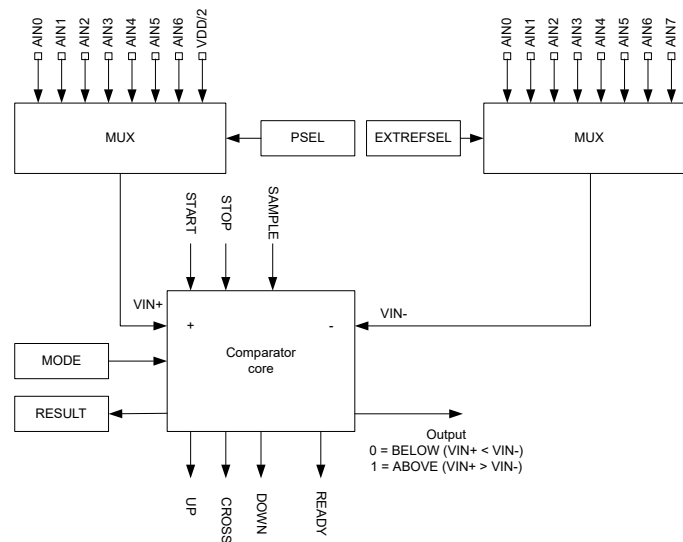 AIN0
AIN1
AIN2
AIN3
AIN4
AIN5
AIN6
VDD/2
AIN0
AIN1
AIN2
AIN3
AIN4
AIN5
AIN6
AIN7
MUX
PSEL
EXTREFSEL
MUX
START
STOP
SAMPLE
VIN+
VIN-
+
-
Comparator
core
MODE
RESULT
Output
0 = BELOW (VIN+ < VIN-)
1 = ABOVE (VIN+ > VIN-)
UP
CROSS
DOWN
READY